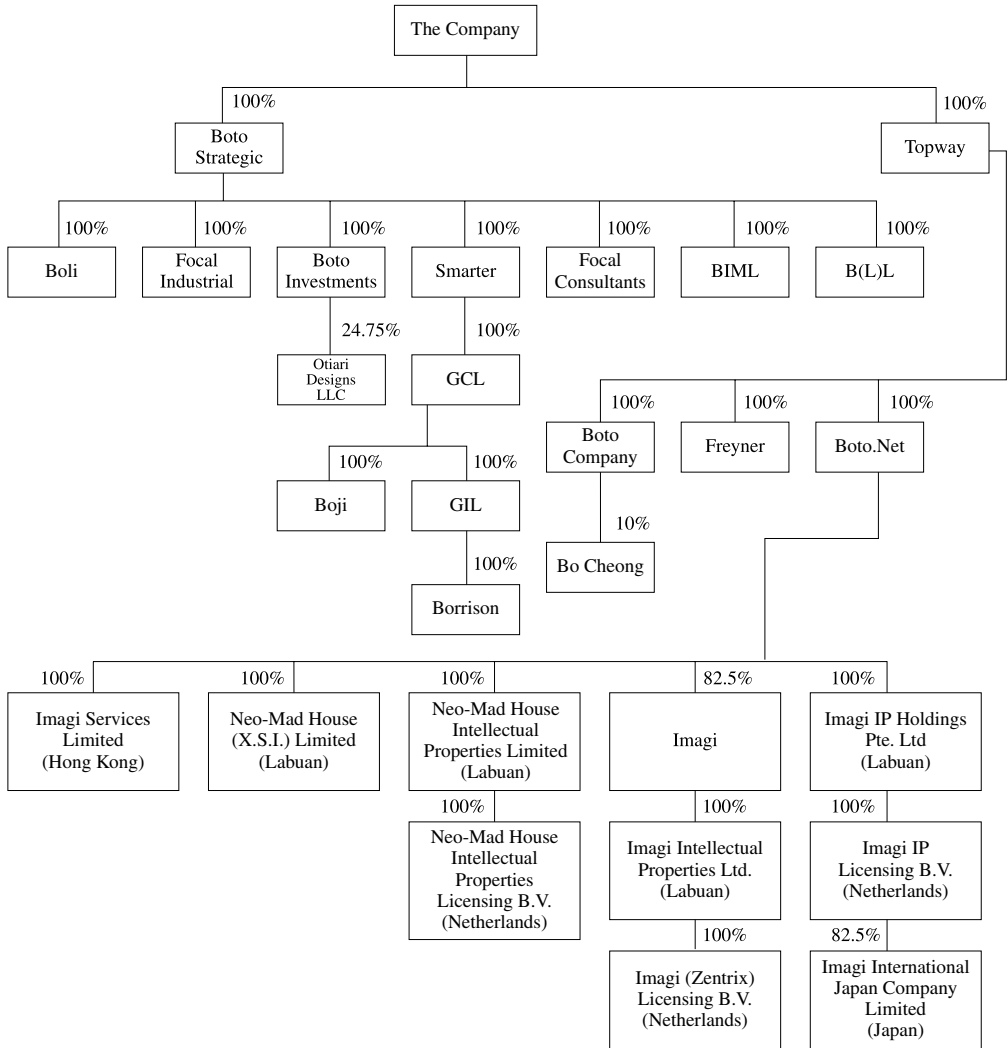 The Company
100%
100%
Boto
Strategic
Topway
100%
100%
100%
100%
100%
100%
100%
Boli
Focal
Industrial
Boto
Investments
Smarter
Focal
Consultants
BIML
B(L)L
24.75%
100%
Otiari
Designs
LLC
GCL
100%
100%
100%
Boto
Company
Freyner
Boto.Net
100%
100%
Boji
GIL
10%
Bo Cheong
100%
Borrison
100%
100%
100%
82.5%
100%
Imagi Services
Limited
(Hong Kong)
Neo-Mad House
(X.S.I.) Limited
(Labuan)
Neo-Mad House
Intellectual
Properties Limited
(Labuan)
Imagi
Imagi IP Holdings
Pte. Ltd
(Labuan)
100%
100%
100%
Neo-Mad House
Intellectual
Properties
Licensing B.V.
(Netherlands)
Imagi Intellectual
Properties Ltd.
(Labuan)
Imagi IP
Licensing B.V.
(Netherlands)
100%
82.5%
Imagi (Zentrix)
Licensing B.V.
(Netherlands)
Imagi International
Japan Company
Limited
(Japan)